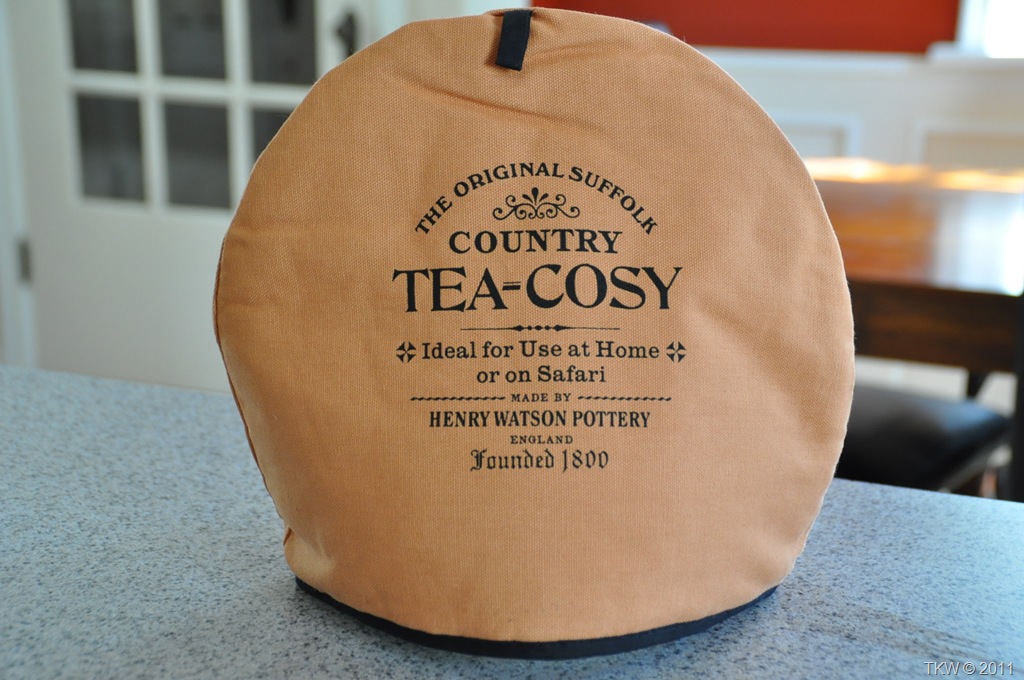 THE ORIGINAL SUFFOLK
COUNTRY
TEA=COSY
Ideal for Use at Home
or on Safari
MADE BY
HENRY WATSON POTTERY
ENGLAND
Founded 1800
TKW © 2011